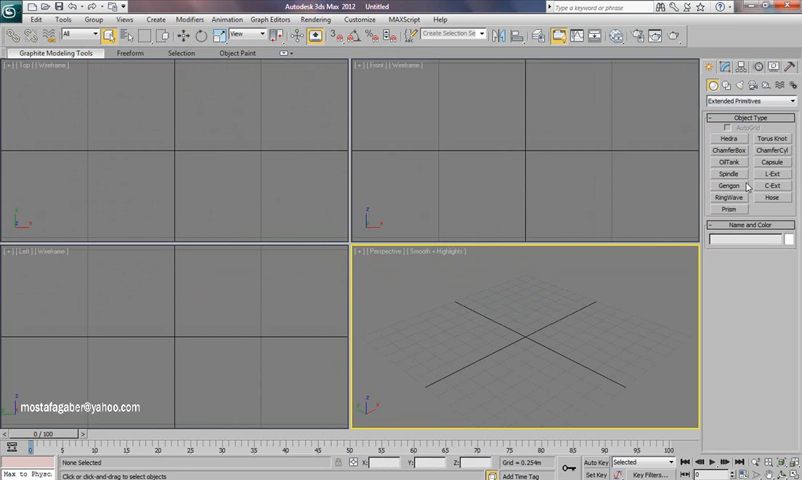 Autodesk 3ds Max 2012 Untitled
Type a keyword or phrase
Edit Tools Group Views Create Modifiers Animation Graph Editors Rendering Customize MAXScript Help
All View Create Selection Se
Graphite Modeling Tools Freeform Selection Object Paint
[ + ] [ Top ] [ Wireframe ]
[ + ] [ Front ] [ Wireframe ]
Extended Primitives
- Object Type
AutoGrid
Hedra Torus Knot
ChamferBox ChamferCyl
OilTank Capsule
Spindle L-Ext
Gengon C-Ext
RingWave Hose
Prism
- Name and Color
[ + ] [ Left ] [ Wireframe ]
[ + ] [ Perspective ] [ Smooth + Highlights ]
mostafagaber@yahoo.com
0 / 100
0 5 10 15 20 25 30 35 40 45 50 55 60 65 70 75 80 85 90 95 100
None Selected X: Y: Z: Grid = 0.254m Auto Key Selected
Max to Physc. Click or click-and-drag to select objects Add Time Tag Set Key Key Filters... 0